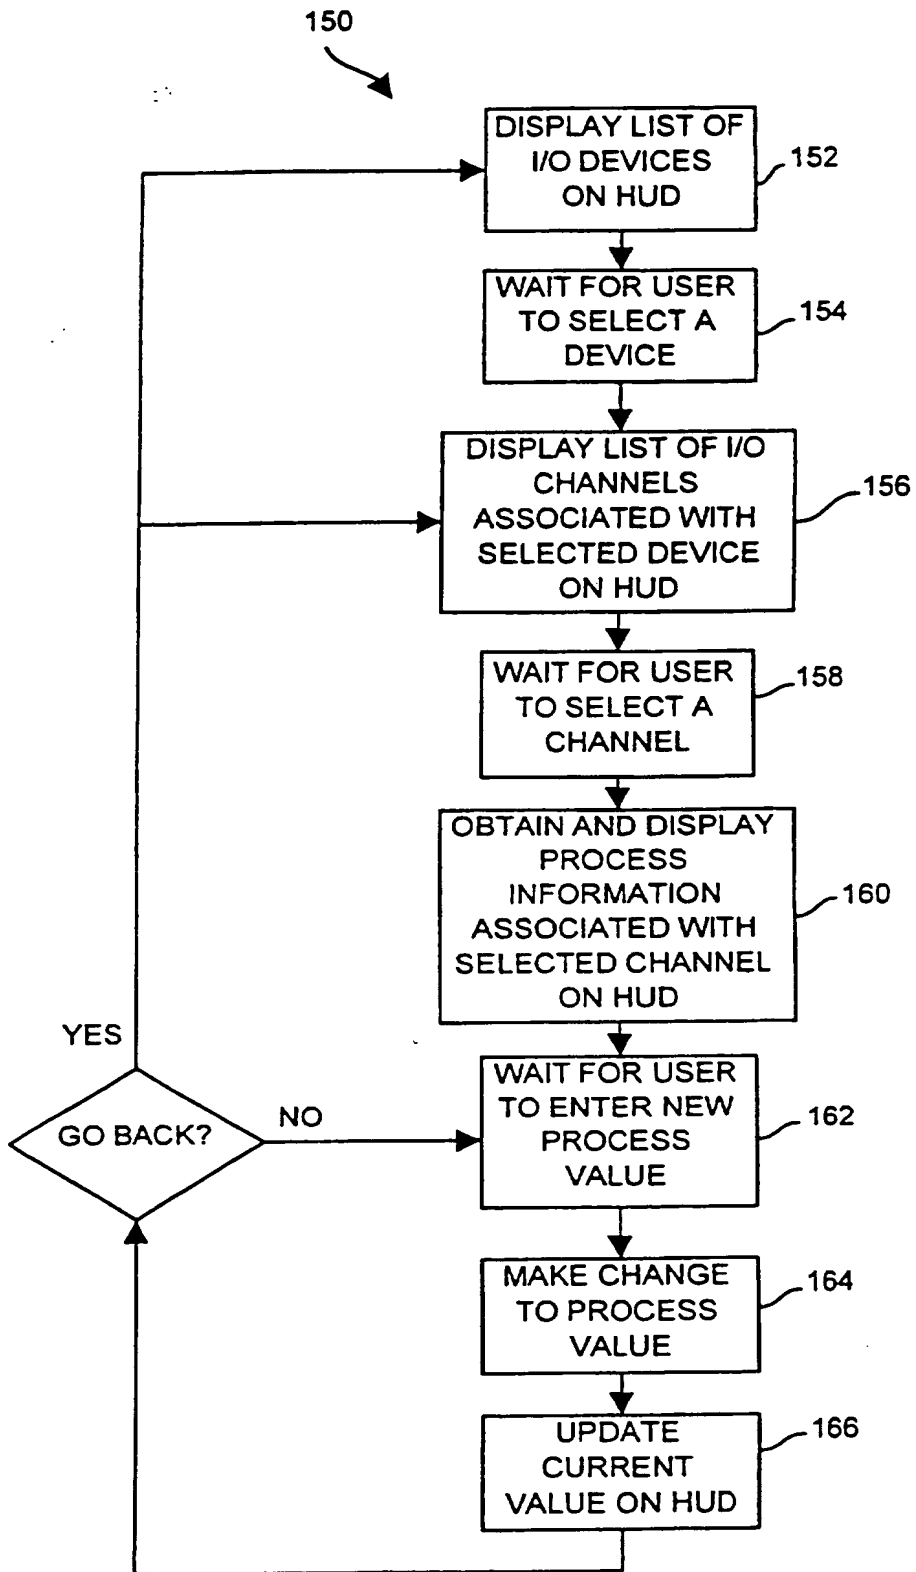 150
DISPLAY LIST OF
I/O DEVICES
ON HUD
152
WAIT FOR USER
TO SELECT A
DEVICE
154
DISPLAY LIST OF I/O
CHANNELS
ASSOCIATED WITH
SELECTED DEVICE
ON HUD
156
WAIT FOR USER
TO SELECT A
CHANNEL
158
OBTAIN AND DISPLAY
PROCESS
INFORMATION
ASSOCIATED WITH
SELECTED CHANNEL
ON HUD
160
YES
GO BACK?
NO
WAIT FOR USER
TO ENTER NEW
PROCESS
VALUE
162
MAKE CHANGE
TO PROCESS
VALUE
164
UPDATE
CURRENT
VALUE ON HUD
166